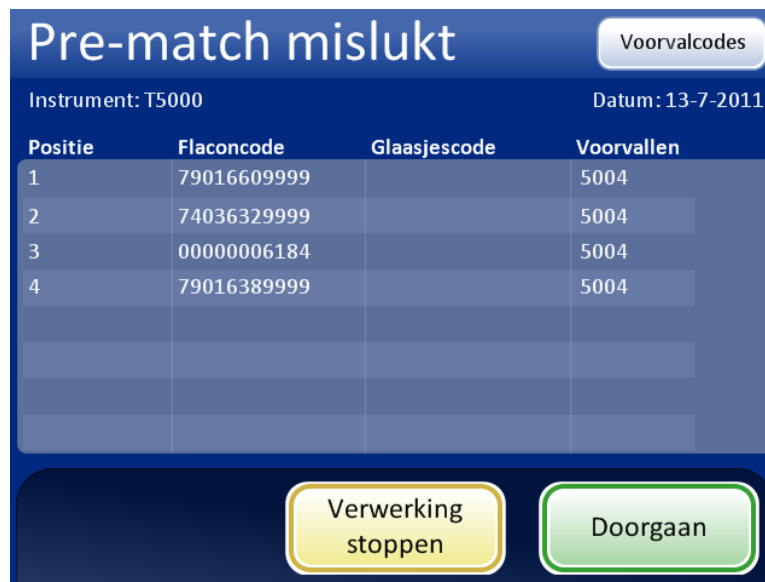 Pre-match mislukt
Voorvalcodes
Instrument: T5000 Datum: 13-7-2011
Positie Flaconcode Glaasjescode Voorvallen
1 79016609999 5004
2 74036329999 5004
3 00000006184 5004
4 79016389999 5004
Verwerking
stoppen
Doorgaan